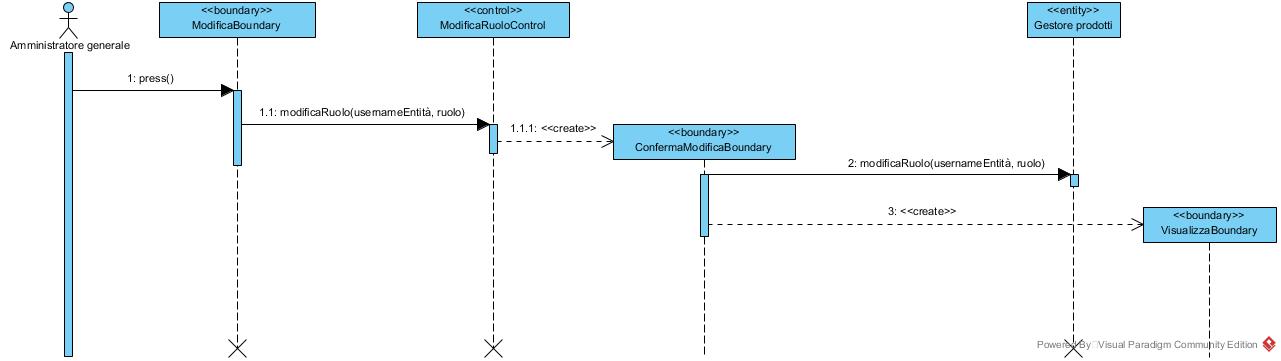 <<boundary>>
ModificaBoundary
<<control>>
ModificaRuoloControl
<<entity>>
Gestore prodotti
Amministratore generale
1: press()
1.1: modificaRuolo(usernameEntità, ruolo)
1.1.1: <<create>>
<<boundary>>
ConfermaModificaBoundary
2: modificaRuolo(usernameEntità, ruolo)
3: <<create>>
<<boundary>>
VisualizzaBoundary
Powered By Visual Paradigm Community Edition